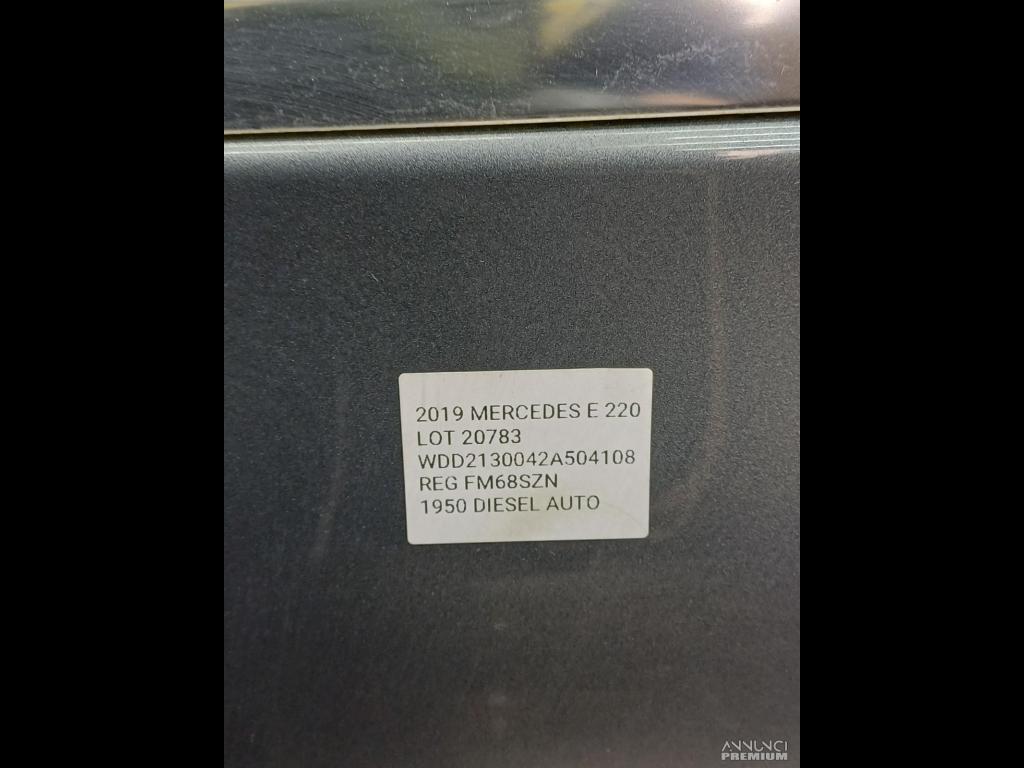 2019 MERCEDES E 220
LOT 20783
WDD2130042A504108
REG FM68SZN
1950 DIESEL AUTO
ANNUNCI
PREMIUM